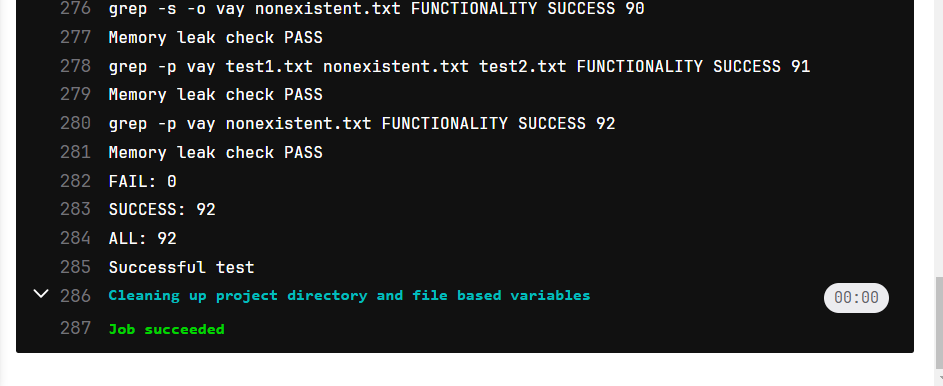 276 grep -s -o vay nonexistent.txt FUNCTIONALITY SUCCESS 90
277 Memory leak check PASS
278 grep -p vay test1.txt nonexistent.txt test2.txt FUNCTIONALITY SUCCESS 91
279 Memory leak check PASS
280 grep -p vay nonexistent.txt FUNCTIONALITY SUCCESS 92
281 Memory leak check PASS
282 FAIL: 0
283 SUCCESS: 92
284 ALL: 92
285 Successful test
286 Cleaning up project directory and file based variables 00:00
287 Job succeeded